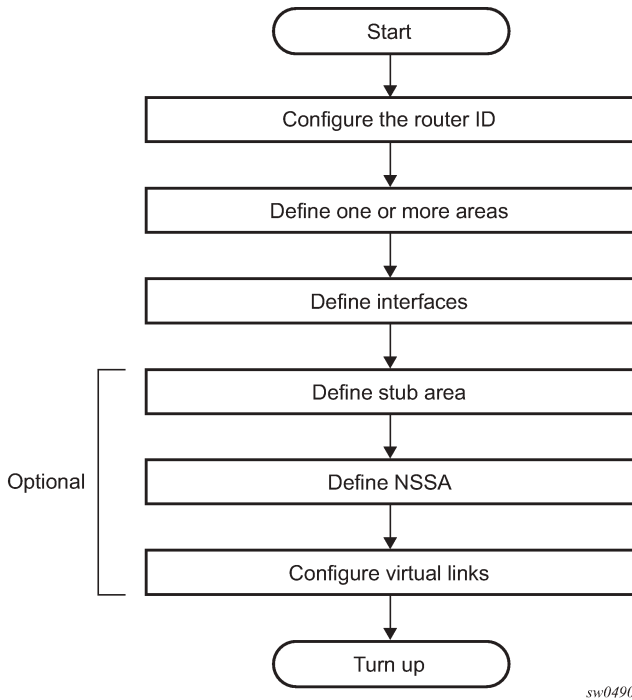 Start
Configure the router ID
Define one or more areas
Define interfaces
Define stub area
Optional
Define NSSA
Configure virtual links
Turn up
sw0490